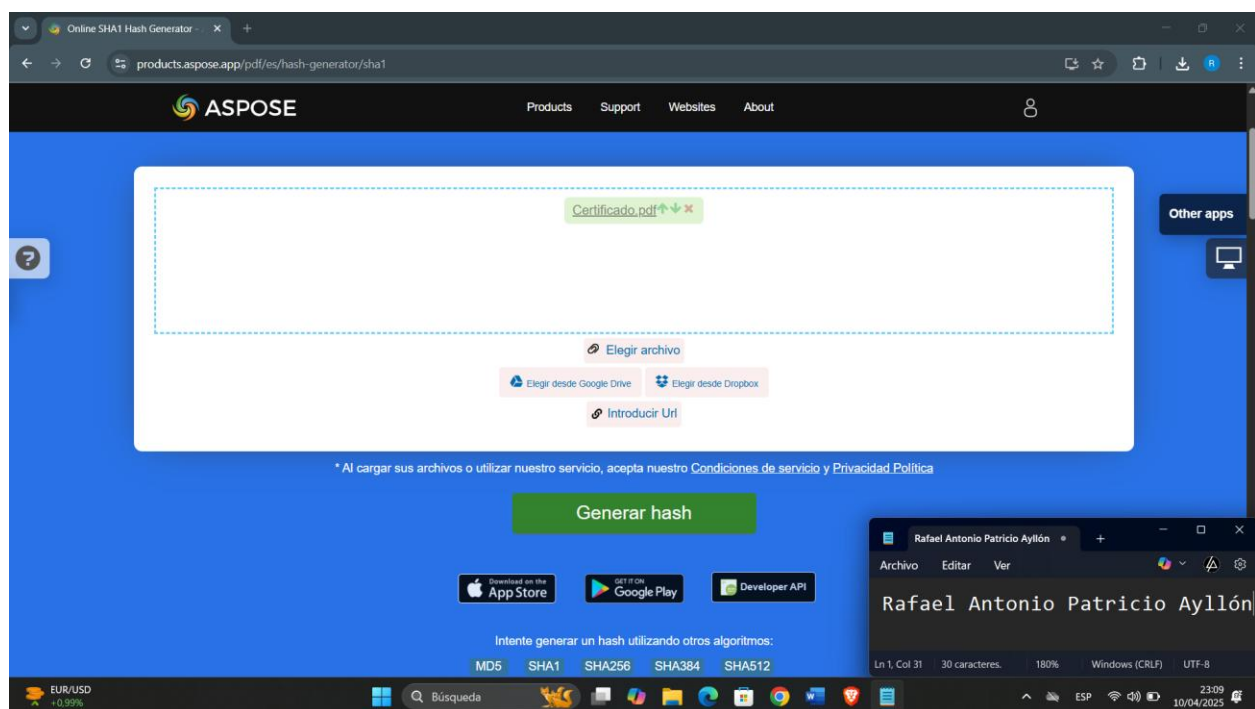 Online SHA1 Hash Generator -
products.aspose.app/pdf/es/hash-generator/sha1
R
ASPOSE
Products Support Websites About
Certificado.pdf
Other apps
?
Elegir archivo
Elegir desde Google Drive Elegir desde Dropbox
Introducir Url
* Al cargar sus archivos o utilizar nuestro servicio, acepta nuestro Condiciones de servicio y Privacidad Política
Generar hash
Download on the App Store
GET IT ON Google Play
Developer API
Intente generar un hash utilizando otros algoritmos:
MD5 SHA1 SHA256 SHA384 SHA512
Rafael Antonio Patricio Ayllón
Archivo Editar Ver
Rafael Antonio Patricio Ayllón
Ln 1, Col 31 30 caracteres. 180% Windows (CRLF) UTF-8
EUR/USD
+0,99%
Búsqueda
ESP
23:09
10/04/2025